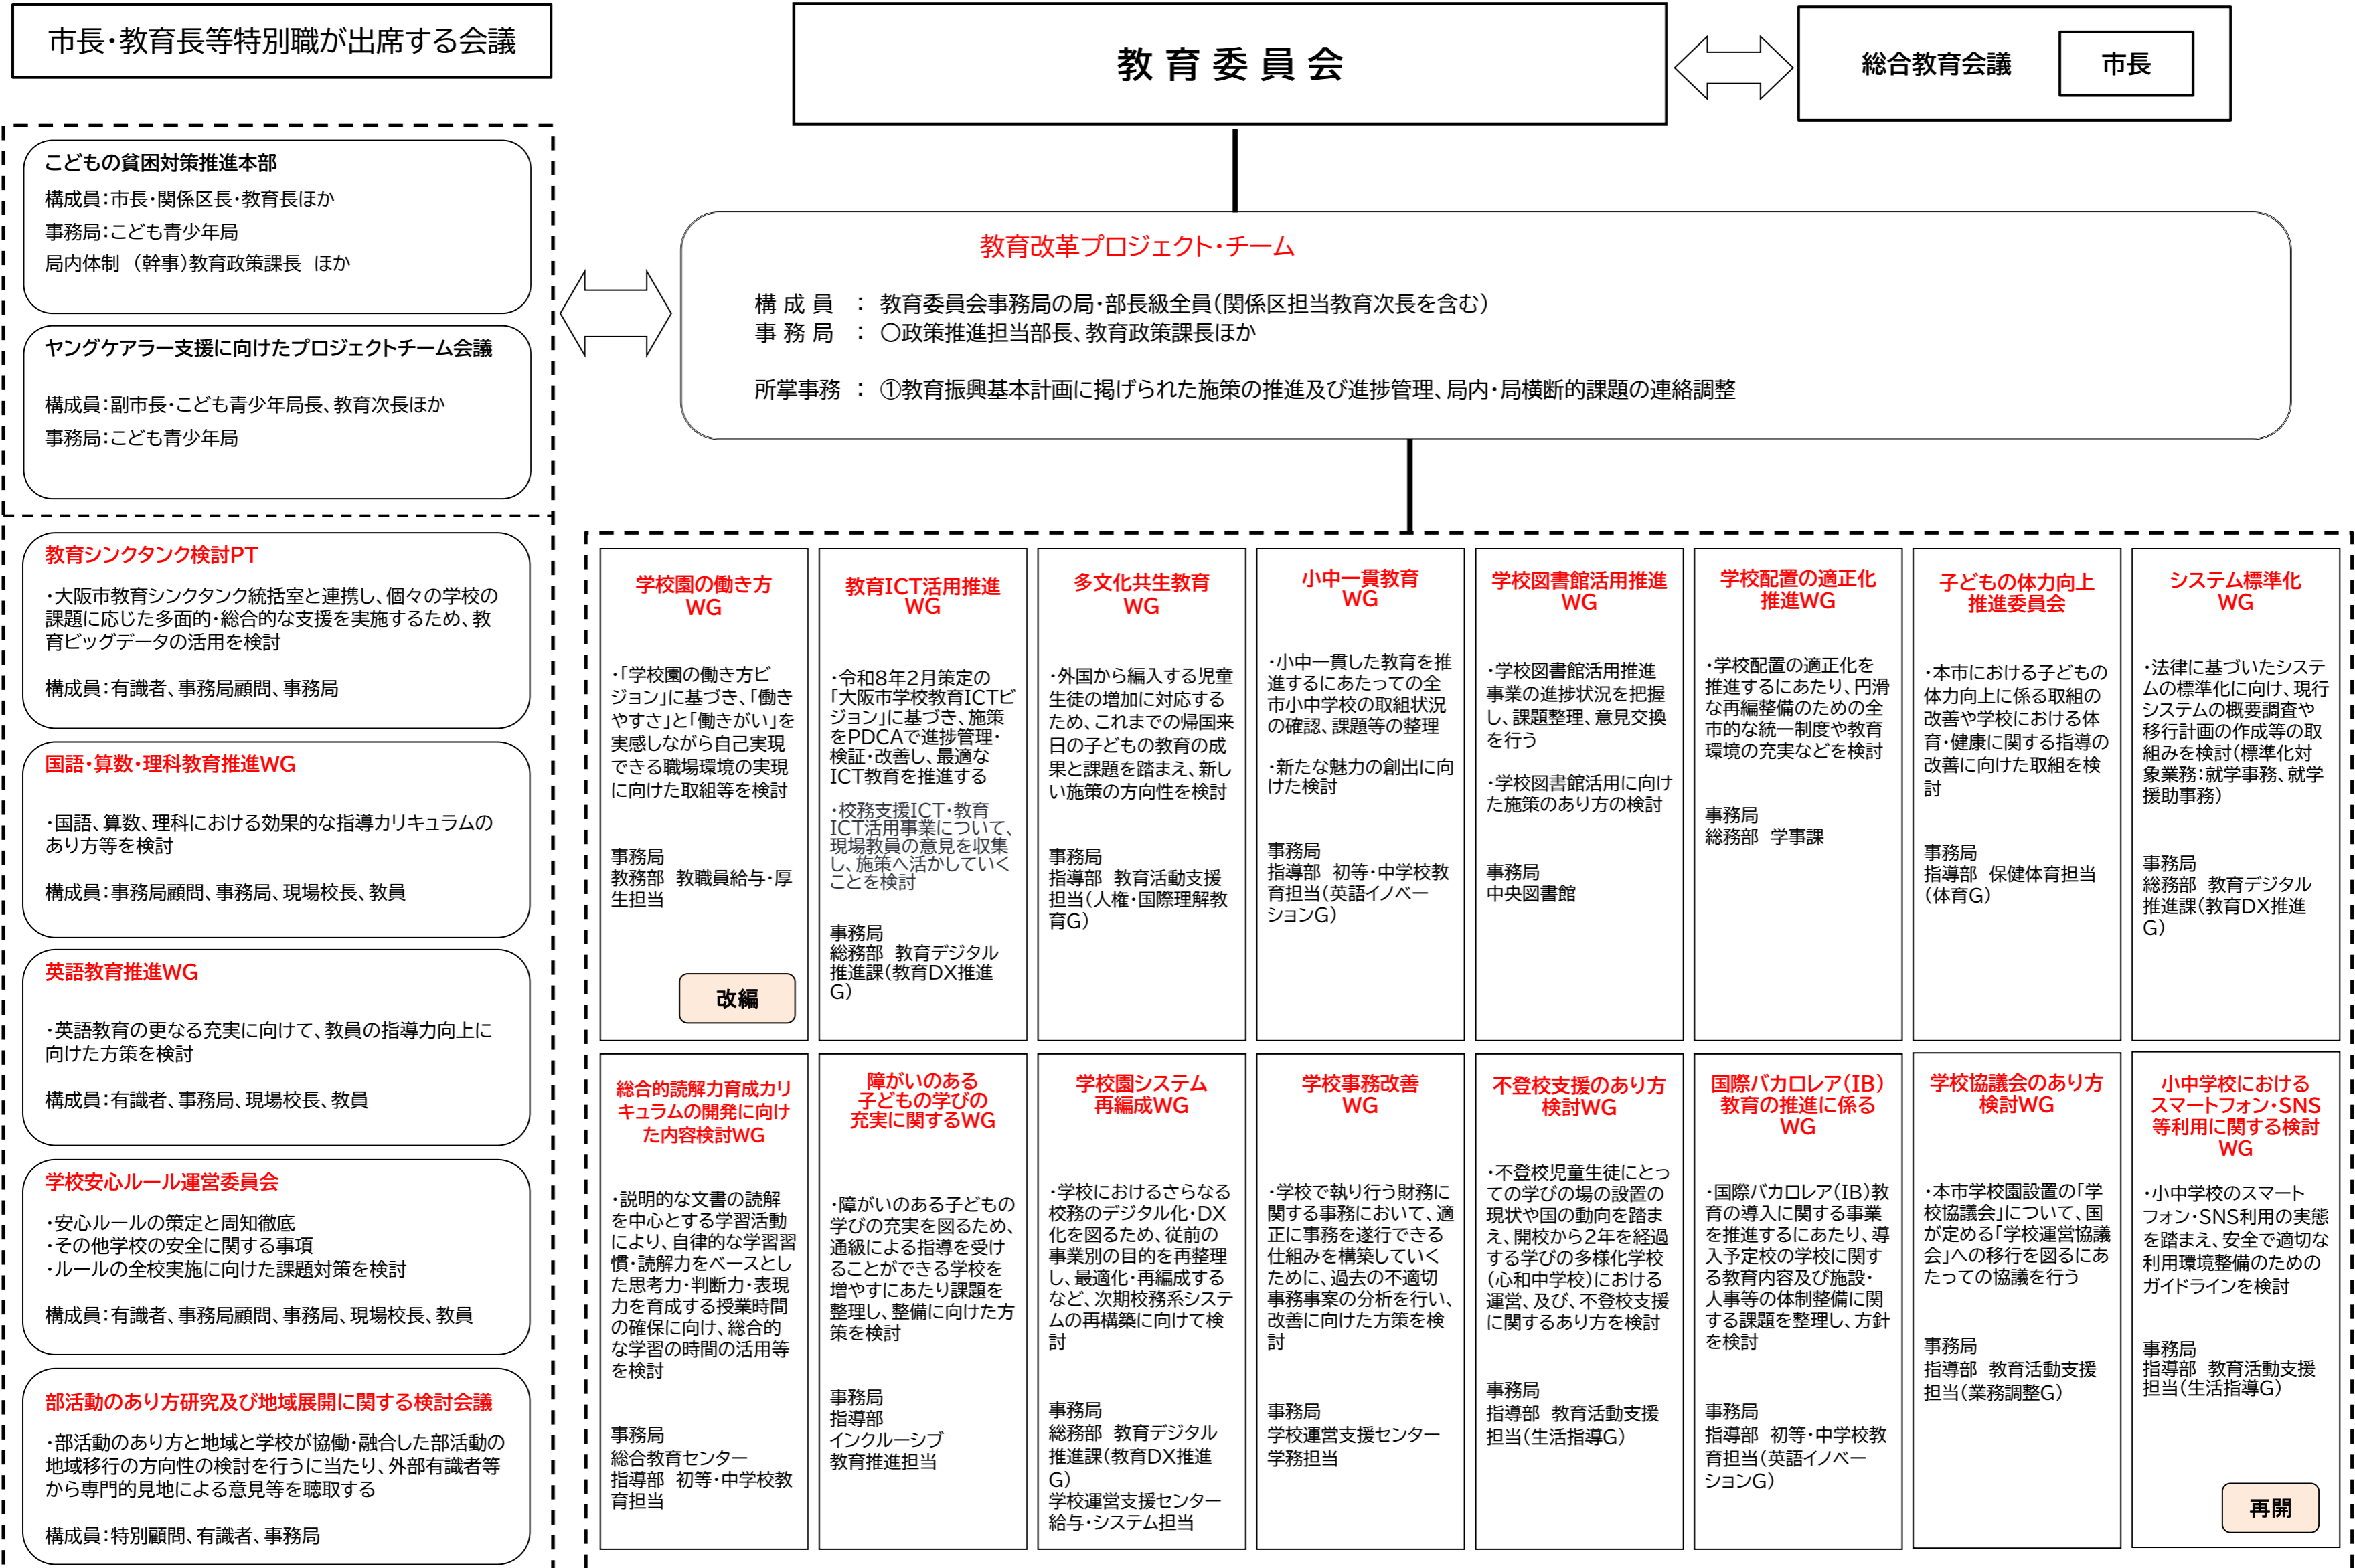 市長・教育長等特別職が出席する会議
教育委員会
総合教育会議
市長
こどもの貧困対策推進本部
構成員：市長・関係区長・教育長ほか
事務局：こども青少年局
局内体制　（幹事）教育政策課長　ほか
ヤングケアラー支援に向けたプロジェクトチーム会議
構成員：副市長・こども青少年局長、教育次長ほか
事務局：こども青少年局
教育改革プロジェクト・チーム
構 成 員　：　教育委員会事務局の局・部長級全員（関係区担当教育次長を含む）
事 務 局　：　〇政策推進担当部長、教育政策課長ほか
所掌事務　：　①教育振興基本計画に掲げられた施策の推進及び進捗管理、局内・局横断的課題の連絡調整
教育シンクタンク検討PT
・大阪市教育シンクタンク統括室と連携し、個々の学校の
課題に応じた多面的・総合的な支援を実施するため、教
育ビッグデータの活用を検討
構成員：有識者、事務局顧問、事務局
国語・算数・理科教育推進WG
・国語、算数、理科における効果的な指導カリキュラムの
あり方等を検討
構成員：事務局顧問、事務局、現場校長、教員
英語教育推進WG
・英語教育の更なる充実に向けて、教員の指導力向上に
向けた方策を検討
構成員：有識者、事務局、現場校長、教員
学校安心ルール運営委員会
・安心ルールの策定と周知徹底
・その他学校の安全に関する事項
・ルールの全校実施に向けた課題対策を検討
構成員：有識者、事務局顧問、事務局、現場校長、教員
部活動のあり方研究及び地域展開に関する検討会議
・部活動のあり方と地域と学校が協働・融合した部活動の
地域移行の方向性の検討を行うに当たり、外部有識者等
から専門的見地による意見等を聴取する
構成員：特別顧問、有識者、事務局
学校園の働き方
WG
・「学校園の働き方ビ
ジョン」に基づき、「働き
やすさ」と「働きがい」を
実感しながら自己実現
できる職場環境の実現
に向けた取組等を検討
事務局
教務部　教職員給与・厚
生担当
改編
教育ICT活用推進
WG
・令和8年2月策定の
「大阪市学校教育ICTビ
ジョン」に基づき、施策
をPDCAで進捗管理・
検証・改善し、最適な
ICT教育を推進する
・校務支援ICT・教育
ICT活用事業について、
現場教員の意見を収集
し、施策へ活かしていく
ことを検討
事務局
総務部　教育デジタル
推進課（教育DX推進
G）
多文化共生教育
WG
・外国から編入する児童
生徒の増加に対応する
ため、これまでの帰国来
日の子どもの教育の成
果と課題を踏まえ、新し
い施策の方向性を検討
事務局
指導部　教育活動支援
担当（人権・国際理解教
育G）
小中一貫教育
WG
・小中一貫した教育を推
進するにあたっての全
市小中学校の取組状況
の確認、課題等の整理
・新たな魅力の創出に向
けた検討
事務局
指導部　初等・中学校教
育担当（英語イノベー
ションG）
学校図書館活用推進
WG
・学校図書館活用推進
事業の進捗状況を把握
し、課題整理、意見交換
を行う
・学校図書館活用に向け
た施策のあり方の検討
事務局
中央図書館
学校配置の適正化
推進WG
・学校配置の適正化を
推進するにあたり、円滑
な再編整備のための全
市的な統一制度や教育
環境の充実などを検討
事務局
総務部　学事課
子どもの体力向上
推進委員会
・本市における子どもの
体力向上に係る取組の
改善や学校における体
育・健康に関する指導の
改善に向けた取組を検
討
事務局
指導部　保健体育担当
（体育G）
システム標準化
WG
・法律に基づいたシステ
ムの標準化に向け、現行
システムの概要調査や
移行計画の作成等の取
組みを検討（標準化対
象業務：就学事務、就学
援助事務）
事務局
総務部　教育デジタル
推進課（教育DX推進
G）
総合的読解力育成カリ
キュラムの開発に向け
た内容検討WG
・説明的な文書の読解
を中心とする学習活動
により、自律的な学習習
慣・読解力をベースとし
た思考力・判断力・表現
力を育成する授業時間
の確保に向け、総合的
な学習の時間の活用等
を検討
事務局
総合教育センター
指導部　初等・中学校教
育担当
障がいのある
子どもの学びの
充実に関するWG
・障がいのある子どもの
学びの充実を図るため、
通級による指導を受け
ることができる学校を
増やすにあたり課題を
整理し、整備に向けた方
策を検討
事務局
指導部
インクルーシブ
教育推進担当
学校園システム
再編成WG
・学校におけるさらなる
校務のデジタル化・DX
化を図るため、従前の
事業別の目的を再整理
し、最適化・再編成する
など、次期校務系システ
ムの再構築に向けて検
討
事務局
総務部　教育デジタル
推進課（教育DX推進
G）
学校運営支援センター
給与・システム担当
学校事務改善
WG
・学校で執り行う財務に
関する事務において、適
正に事務を遂行できる
仕組みを構築していく
ために、過去の不適切
事務事案の分析を行い、
改善に向けた方策を検
討
事務局
学校運営支援センター
学務担当
不登校支援のあり方
検討WG
・不登校児童生徒にとっ
ての学びの場の設置の
現状や国の動向を踏ま
え、開校から2年を経過
する学びの多様化学校
（心和中学校）における
運営、及び、不登校支援
に関するあり方を検討
事務局
指導部　教育活動支援
担当（生活指導G）
国際バカロレア（IB）
教育の推進に係る
WG
・国際バカロレア（IB）教
育の導入に関する事業
を推進するにあたり、導
入予定校の学校に関す
る教育内容及び施設・
人事等の体制整備に関
する課題を整理し、方針
を検討
事務局
指導部　初等・中学校教
育担当（英語イノベー
ションG）
学校協議会のあり方
検討WG
・本市学校園設置の「学
校協議会」について、国
が定める「学校運営協議
会」への移行を図るにあ
たっての協議を行う
事務局
指導部　教育活動支援
担当（業務調整G）
小中学校における
スマートフォン・SNS
等利用に関する検討
WG
・小中学校のスマート
フォン・SNS利用の実態
を踏まえ、安全で適切な
利用環境整備のための
ガイドラインを検討
事務局
指導部　教育活動支援
担当（生活指導G）
再開